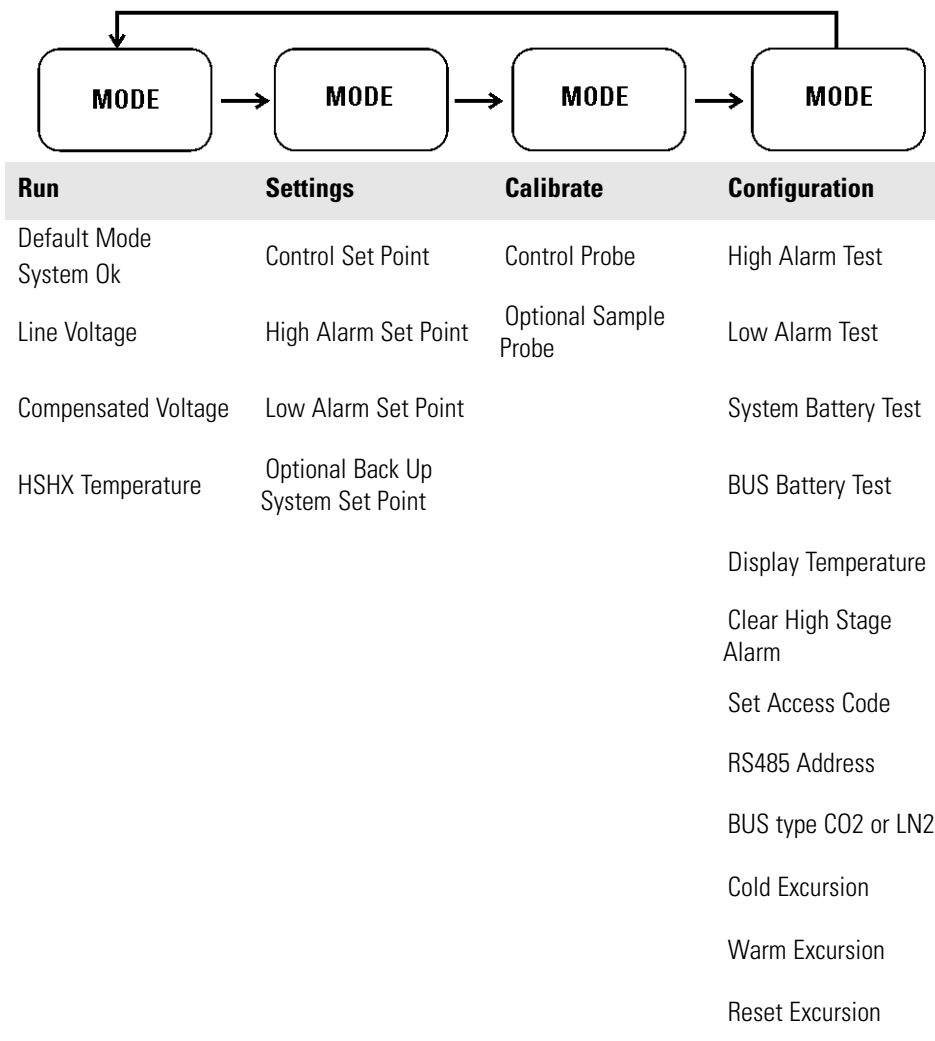 MODE MODE MODE MODE
Run Settings Calibrate Configuration
Default Mode
System Ok
Control Set Point
Control Probe
High Alarm Test
Line Voltage
High Alarm Set Point
Optional Sample
Probe
Low Alarm Test
Compensated Voltage
Low Alarm Set Point
System Battery Test
HSHX Temperature
Optional Back Up
System Set Point
BUS Battery Test
Display Temperature
Clear High Stage
Alarm
Set Access Code
RS485 Address
BUS type CO2 or LN2
Cold Excursion
Warm Excursion
Reset Excursion